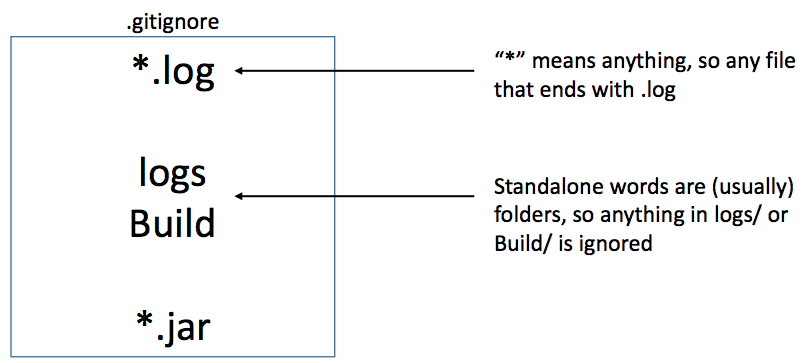 .gitignore
*.log
“*” means anything, so any file
that ends with .log
logs
Build
Standalone words are (usually)
folders, so anything in logs/ or
Build/ is ignored
*.jar